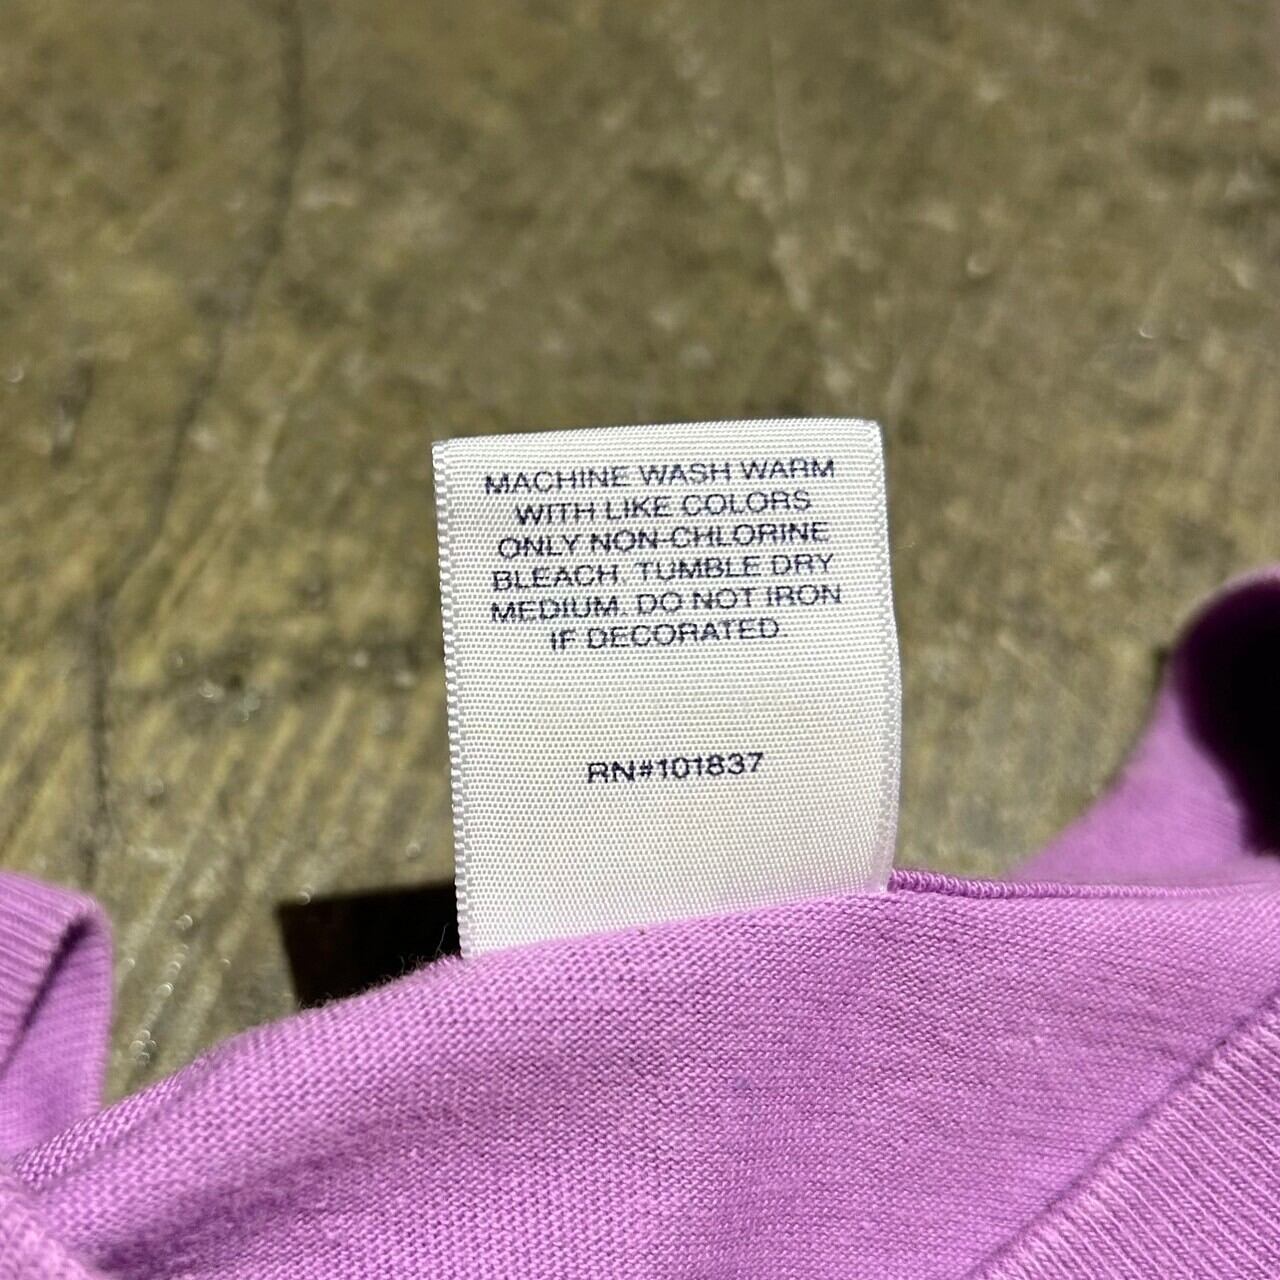 MACHINE WASH WARM
WITH LIKE COLORS
ONLY NON-CHLORINE
BLEACH. TUMBLE DRY
MEDIUM. DO NOT IRON
IF DECORATED.
RN#101837